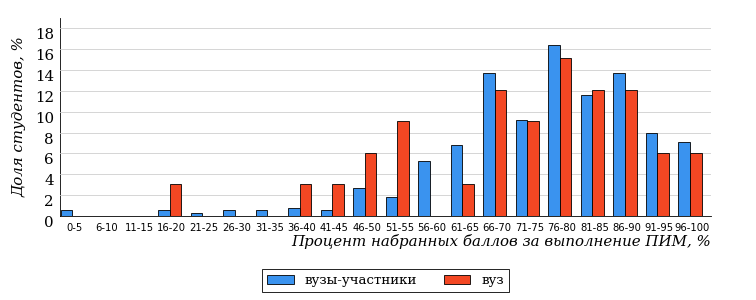 Доля студентов, %
18
16
14
12
10
8
6
4
2
0
0-5 6-10 11-15 16-20 21-25 26-30 31-35 36-40 41-45 46-50 51-55 56-60 61-65 66-70 71-75 76-80 81-85 86-90 91-95 96-100
Процент набранных баллов за выполнение ПИМ, %
вузы-участники вуз